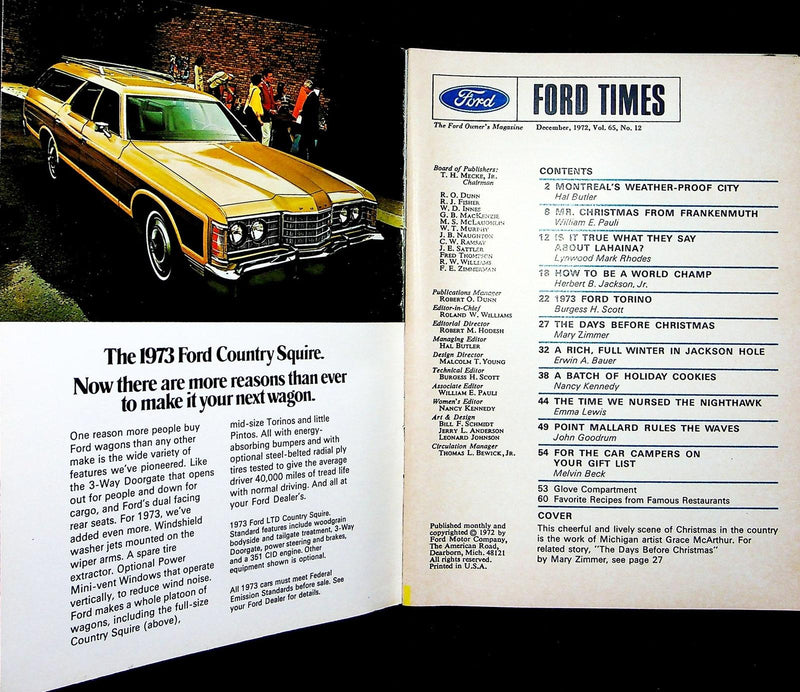 The 1973 Ford Country Squire.
Now there are more reasons than ever
to make it your next wagon.
One reason more people buy
Ford wagons than any other
make is the wide variety of
features we've pioneered. Like
the 3-Way Doorgate that opens
out for people and down for
cargo, and Ford's dual facing
rear seats. For 1973, we've
added even more. Windshield
washer jets mounted on the
wiper arms. A spare tire
extractor. Optional Power
Mini-vent Windows that operate
vertically, to reduce wind noise.
Ford makes a whole platoon of
wagons, including the full-size
Country Squire (above),
mid-size Torinos and little
Pintos. All with energy-
absorbing bumpers and with
optional steel-belted radial ply
tires tested to give the average
driver 40,000 miles of tread life
with normal driving. And all at
your Ford Dealer's.
1973 Ford LTD Country Squire.
Standard features include woodgrain
bodyside and tailgate treatment, 3-Way
Doorgate, power steering and brakes,
and a 351 CID engine. Other
equipment shown is optional.
All 1973 cars must meet Federal
Emission Standards before sale. See
your Ford Dealer for details.
Ford
FORD TIMES
The Ford Owner's Magazine December, 1972, Vol. 65, No. 12
Board of Publishers:
T. H. MECKE, JR.
Chairman
R. O. DUNN
R. J. FISHER
W. D. INNES
G. B. MACKENZIE
M. S. MCLAUGHLIN
W. T. MURPHY
J. B. NAUGHTON
C. W. RAMSAY
J. E. SATTLER
FRED THOMPSON
R. W. WILLIAMS
F. E. ZIMMERMAN
Publications Manager
ROBERT O. DUNN
Editor-in-Chief
ROLAND W. WILLIAMS
Editorial Director
ROBERT M. HODESH
Managing Editor
HAL BUTLER
Design Director
MALCOLM T. YOUNG
Technical Editor
BURGESS H. SCOTT
Associate Editor
WILLIAM E. PAULI
Women's Editor
NANCY KENNEDY
Art & Design
BILL F. SCHMIDT
JERRY L. ANDERSON
LEONARD JOHNSON
Circulation Manager
THOMAS L. BEWICK, JR.
Published monthly and
copyrighted © 1972 by
Ford Motor Company,
The American Road,
Dearborn, Mich. 48121
All rights reserved.
Printed in U.S.A.
CONTENTS
2 MONTREAL'S WEATHER-PROOF CITY
Hal Butler
8 MR. CHRISTMAS FROM FRANKENMUTH
William E. Pauli
12 IS IT TRUE WHAT THEY SAY
ABOUT LAHAINA?
Lynwood Mark Rhodes
18 HOW TO BE A WORLD CHAMP
Herbert B. Jackson, Jr.
22 1973 FORD TORINO
Burgess H. Scott
27 THE DAYS BEFORE CHRISTMAS
Mary Zimmer
32 A RICH, FULL WINTER IN JACKSON HOLE
Erwin A. Bauer
38 A BATCH OF HOLIDAY COOKIES
Nancy Kennedy
44 THE TIME WE NURSED THE NIGHTHAWK
Emma Lewis
49 POINT MALLARD RULES THE WAVES
John Goodrum
54 FOR THE CAR CAMPERS ON
YOUR GIFT LIST
Melvin Beck
53 Glove Compartment
60 Favorite Recipes from Famous Restaurants
COVER
This cheerful and lively scene of Christmas in the country
is the work of Michigan artist Grace McArthur. For
related story, "The Days Before Christmas"
by Mary Zimmer, see page 27